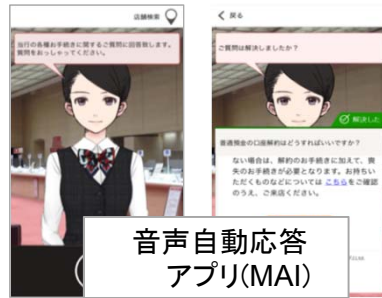 店舗検索
当行の各種お手続きに関するご質問に回答致します。
質問をおっしゃってください。
戻る
ご質問は解決しましたか?
解決した
普通預金の口座解約はどうすればいいですか?
ない場合は、解約のお手続きに加えて、喪
失のお手続きが必要となります。お持ちい
ただくものなどについては こちらをご確認
のうえ、ご来店ください。
音声自動応答
アプリ(MAI)